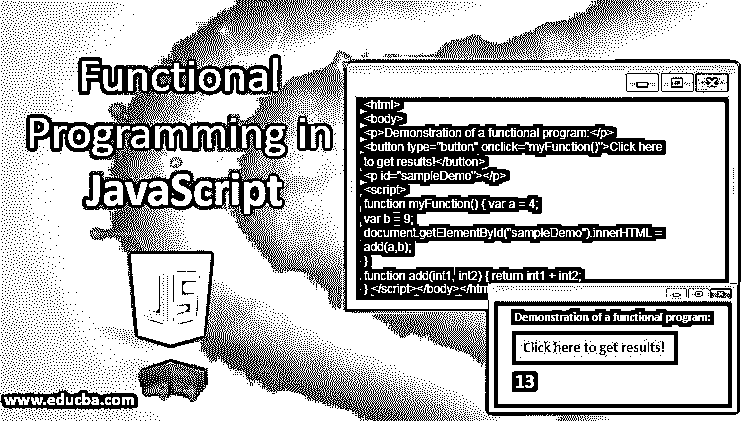 Functional
Programming in
JavaScript
<html>
<body>
<p>Demonstration of a functional program:</p>
<button type="button" onclick="myFunction()">Click here
to get results!</button>
<p id="sampleDemo"></p>
<script>
function myFunction() { var a = 4;
var b = 9;
document.getElementById("sampleDemo").innerHTML =
add(a,b);
}
function add(int1, int2) { return int1 + int2;
} </script></body></html
JS
Demonstration of a functional program:
Click here to get results!
13
www.educba.com